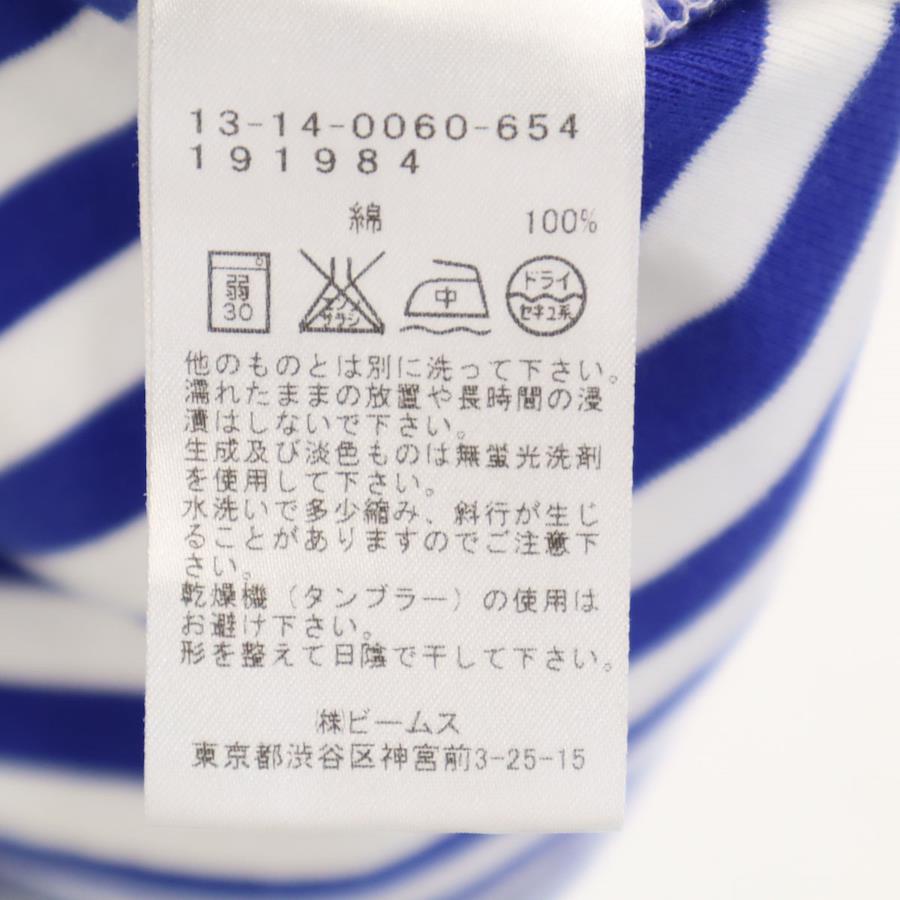 13-14-0060-654
191984
綿 100%
弱 30
エンソ サラシ
中
ドライ セキユ系
他のものとは別に洗って下さい。
濡れたままの放置や長時間の浸
漬はしないで下さい。
生成及び淡色ものは無蛍光洗剤
を使用して下さい。
水洗いで多少縮み、斜行が生じ
ることがありますのでご注意下
さい。
乾燥機（タンブラー）の使用は
お避け下さい。
形を整えて日陰で干して下さい。
㈱ビームス
東京都渋谷区神宮前3-25-15